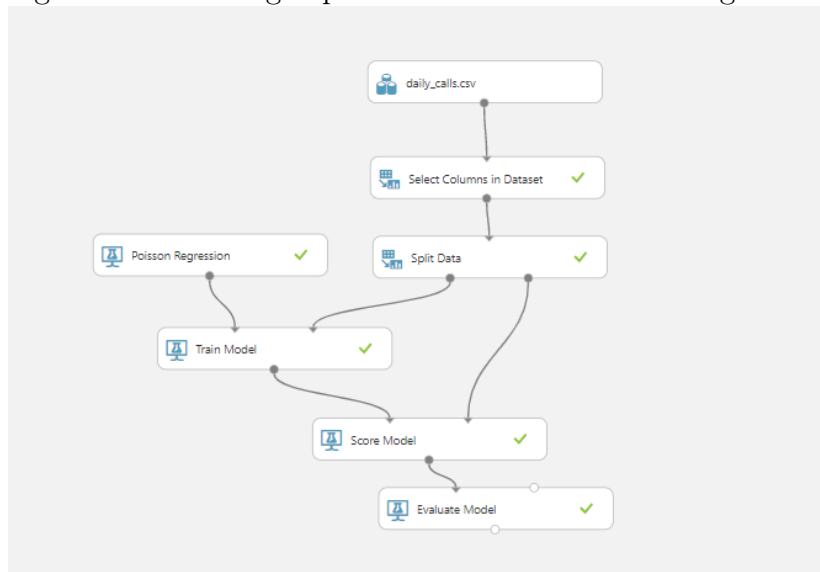 daily_calls.csv
Select Columns in Dataset
Poisson Regression
Split Data
Train Model
Score Model
Evaluate Model